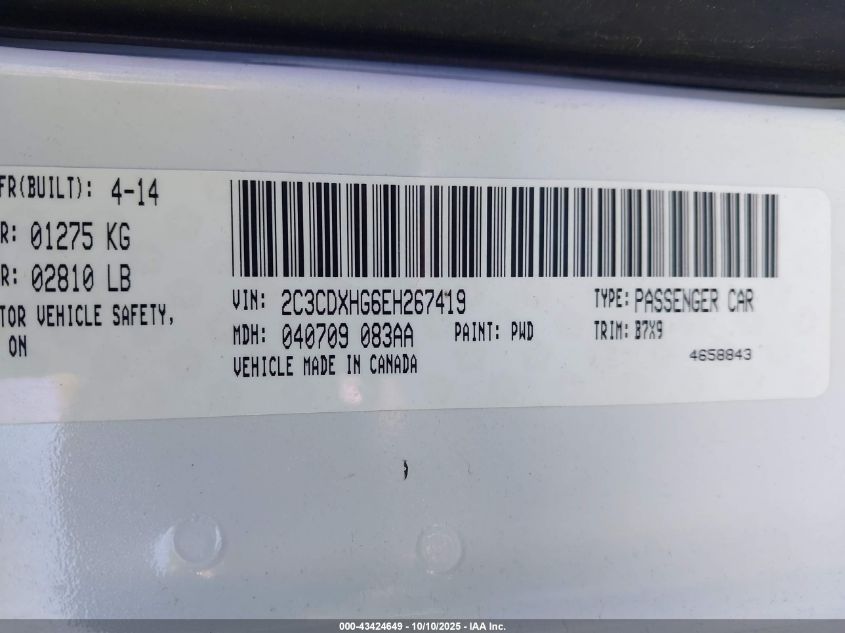 FR(BUILT): 4-14
R: 01275 KG
R: 02810 LB
TOR VEHICLE SAFETY,
ON
VIN: 2C3CDXHG6EH267419 TYPE: PASSENGER CAR
MDH: 040709 083AA PAINT: PWD TRIM: B7X9
VEHICLE MADE IN CANADA 4658843
000-43424649 - 10/10/2025 - IAA Inc.